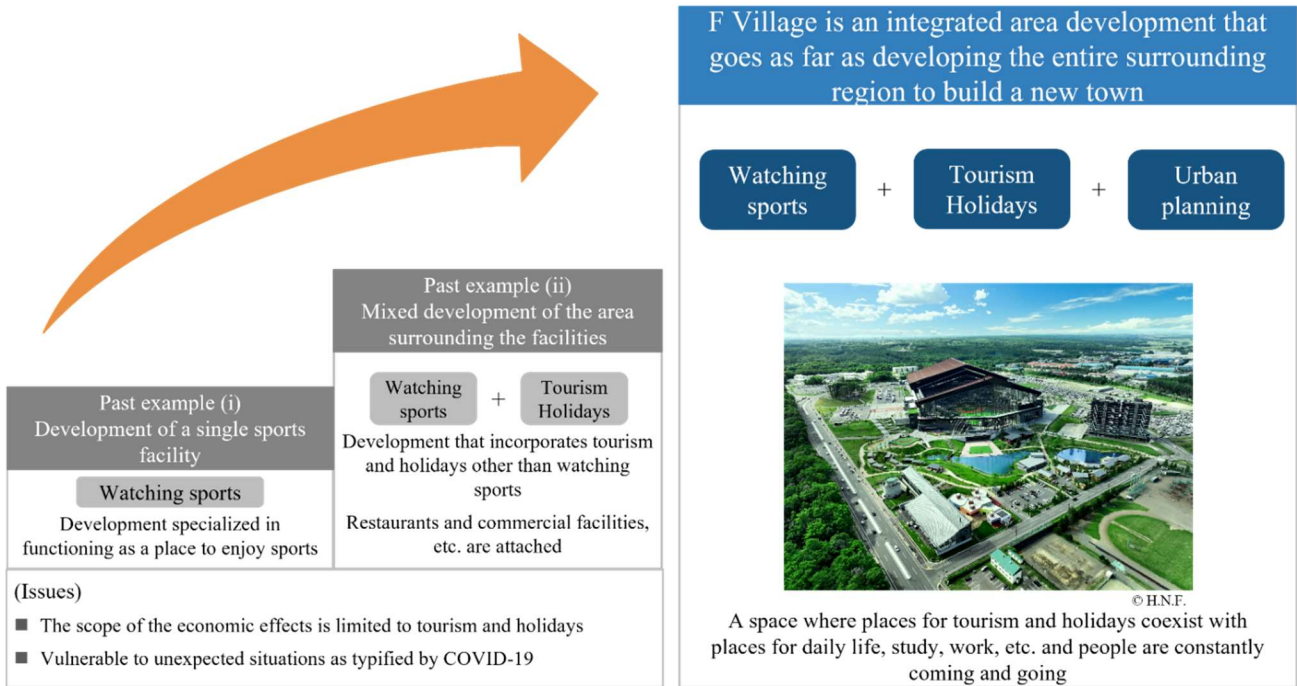 Past example (i)
Development of a single sports
facility
Watching sports
Development specialized in
functioning as a place to enjoy sports
Past example (ii)
Mixed development of the area
surrounding the facilities
Watching
sports
+
Tourism
Holidays
Development that incorporates tourism
and holidays other than watching
sports
Restaurants and commercial facilities,
etc. are attached
(Issues)
■ The scope of the economic effects is limited to tourism and holidays
■ Vulnerable to unexpected situations as typified by COVID-19
F Village is an integrated area development that
goes as far as developing the entire surrounding
region to build a new town
Watching
sports
+
Tourism
Holidays
+
Urban
planning
© H.N.F.
A space where places for tourism and holidays coexist with
places for daily life, study, work, etc. and people are constantly
coming and going